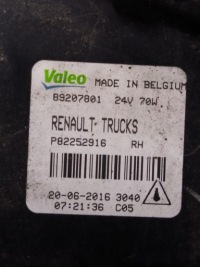 Valeo MADE IN BELGIUM
89207801 24V 70W
RENAULT TRUCKS
P82252916 RH
20-06-2016 3040
07:21:36 C05